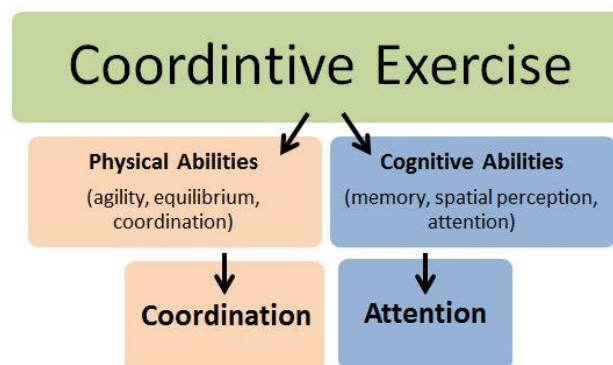 Coordintive Exercise
Physical Abilities
(agility, equilibrium,
coordination)
Cognitive Abilities
(memory, spatial perception,
attention)
Coordination
Attention